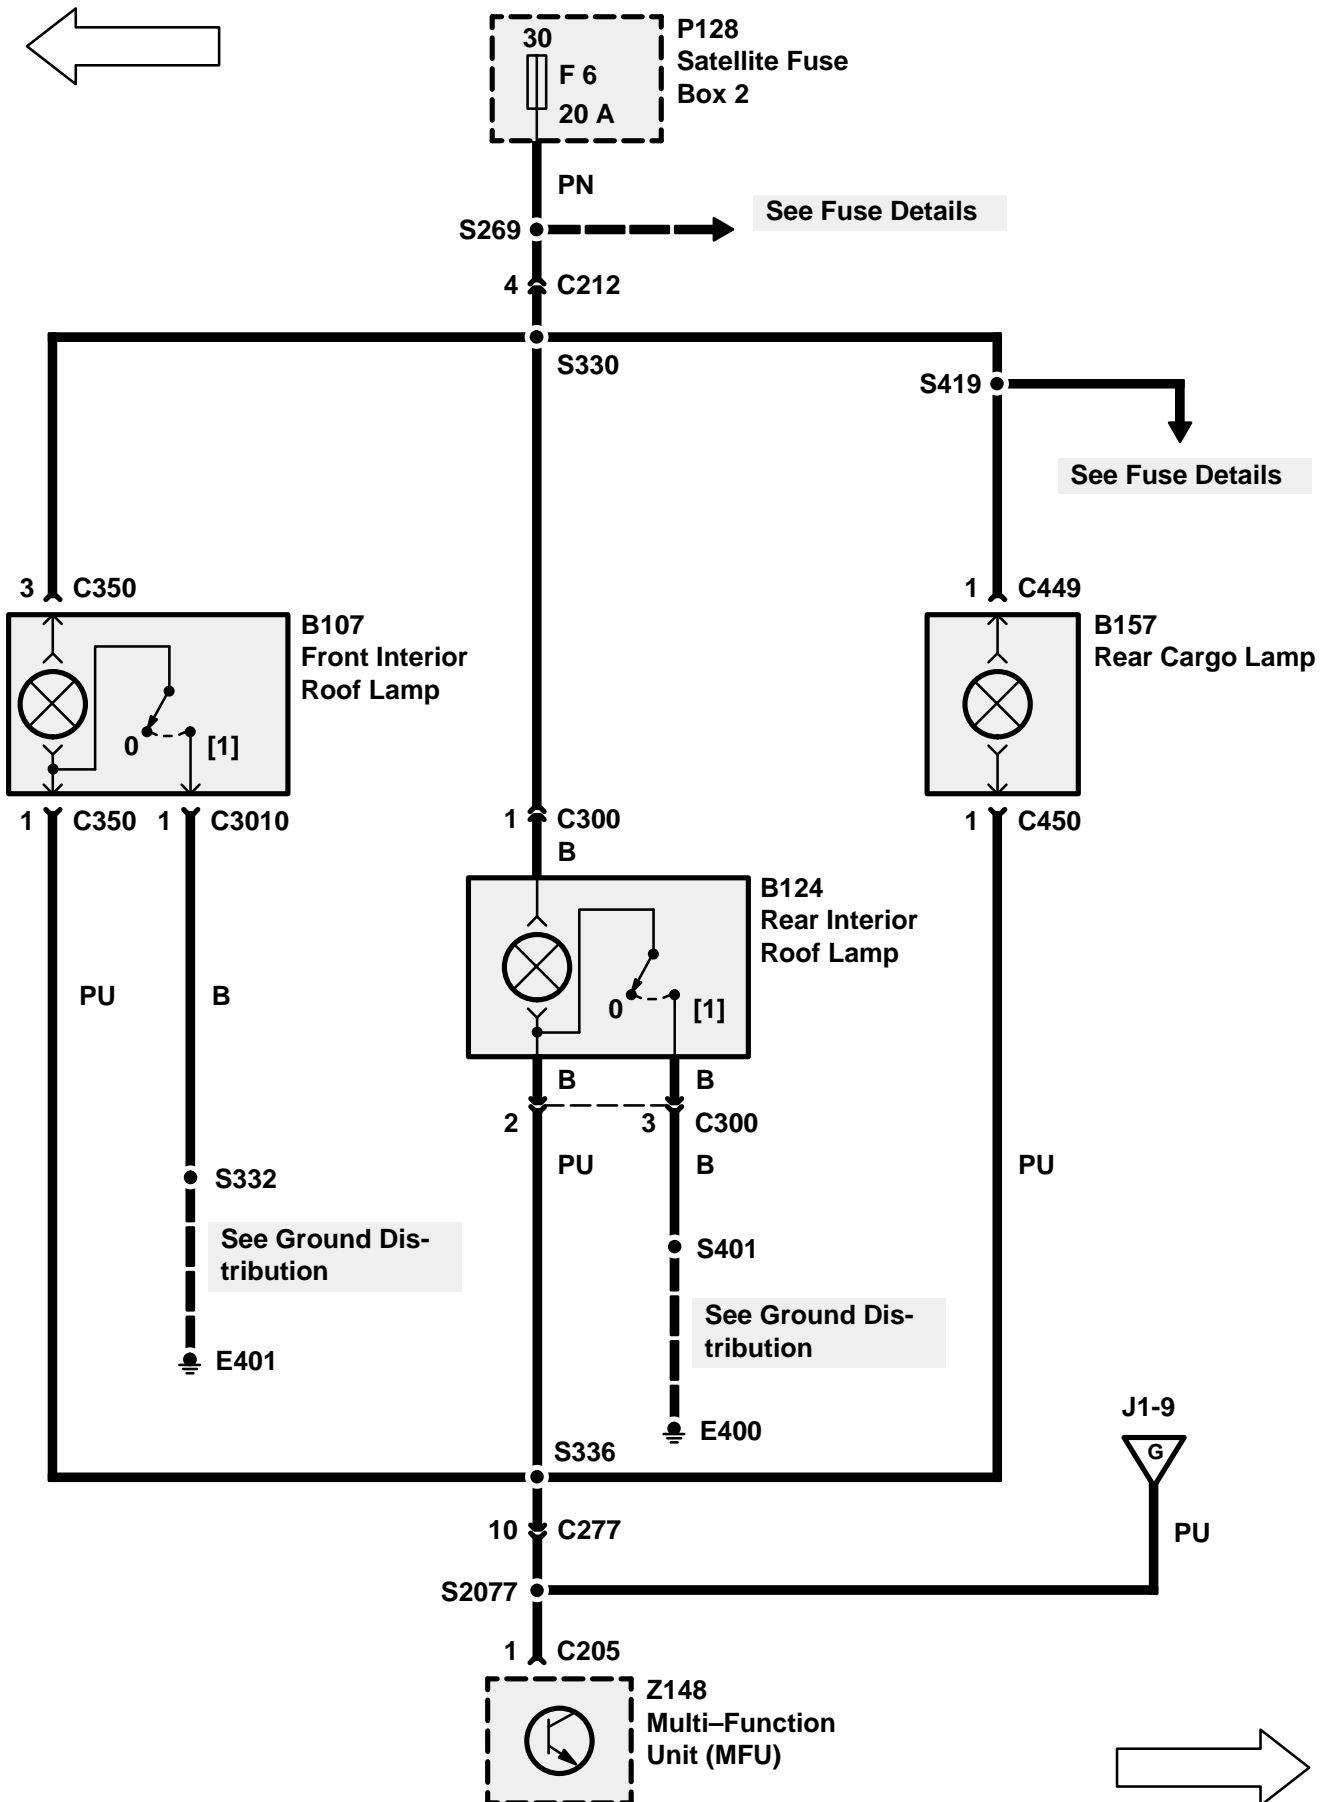 30
F 6
20 A
P128
Satellite Fuse
Box 2
PN
S269
See Fuse Details
4 C212
S330
S419
See Fuse Details
3 C350
B107
Front Interior
Roof Lamp
0 [1]
1 C350 1 C3010
1 C449
B157
Rear Cargo Lamp
1 C450
1 C300
B
B124
Rear Interior
Roof Lamp
0 [1]
PU B
B B
2 3 C300
PU B
PU
S332
See Ground Dis-
tribution
E401
S401
See Ground Dis-
tribution
E400
J1-9
G
S336
10 C277
PU
S2077
1 C205
Z148
Multi–Function
Unit (MFU)